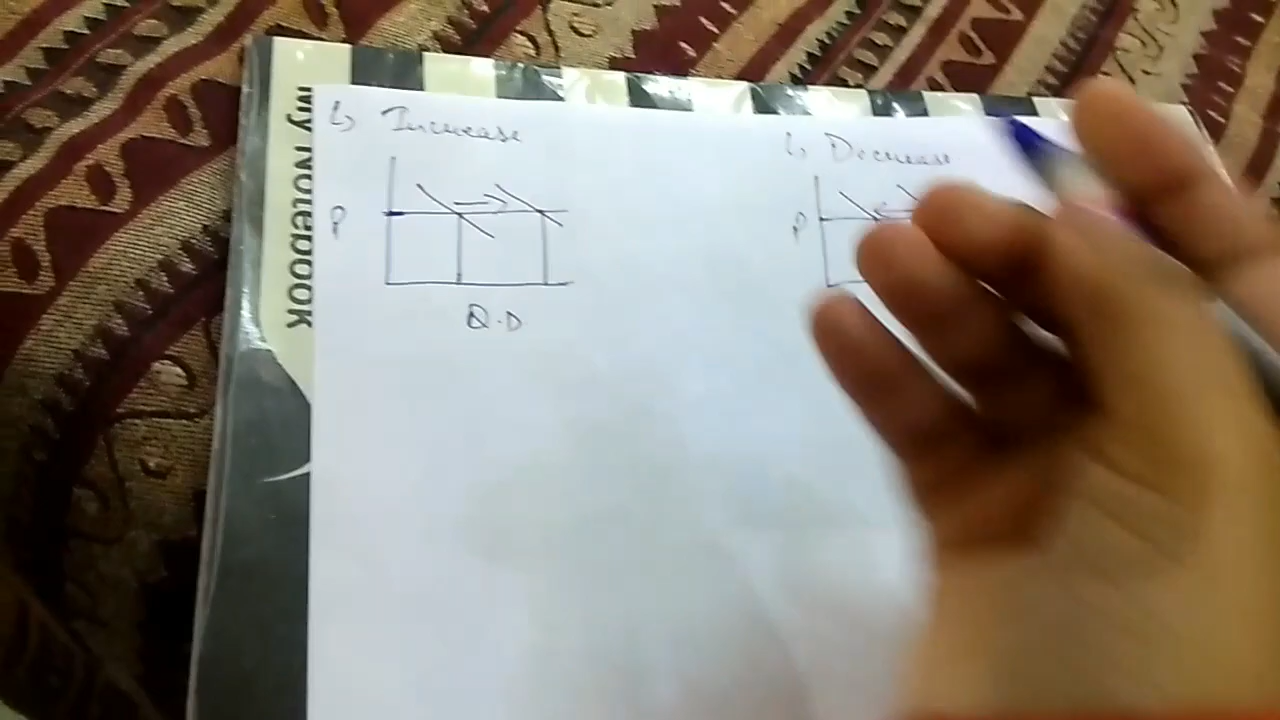 My NoteBOOK
↳ Increase
↳ Decrease
P
P
Q.D